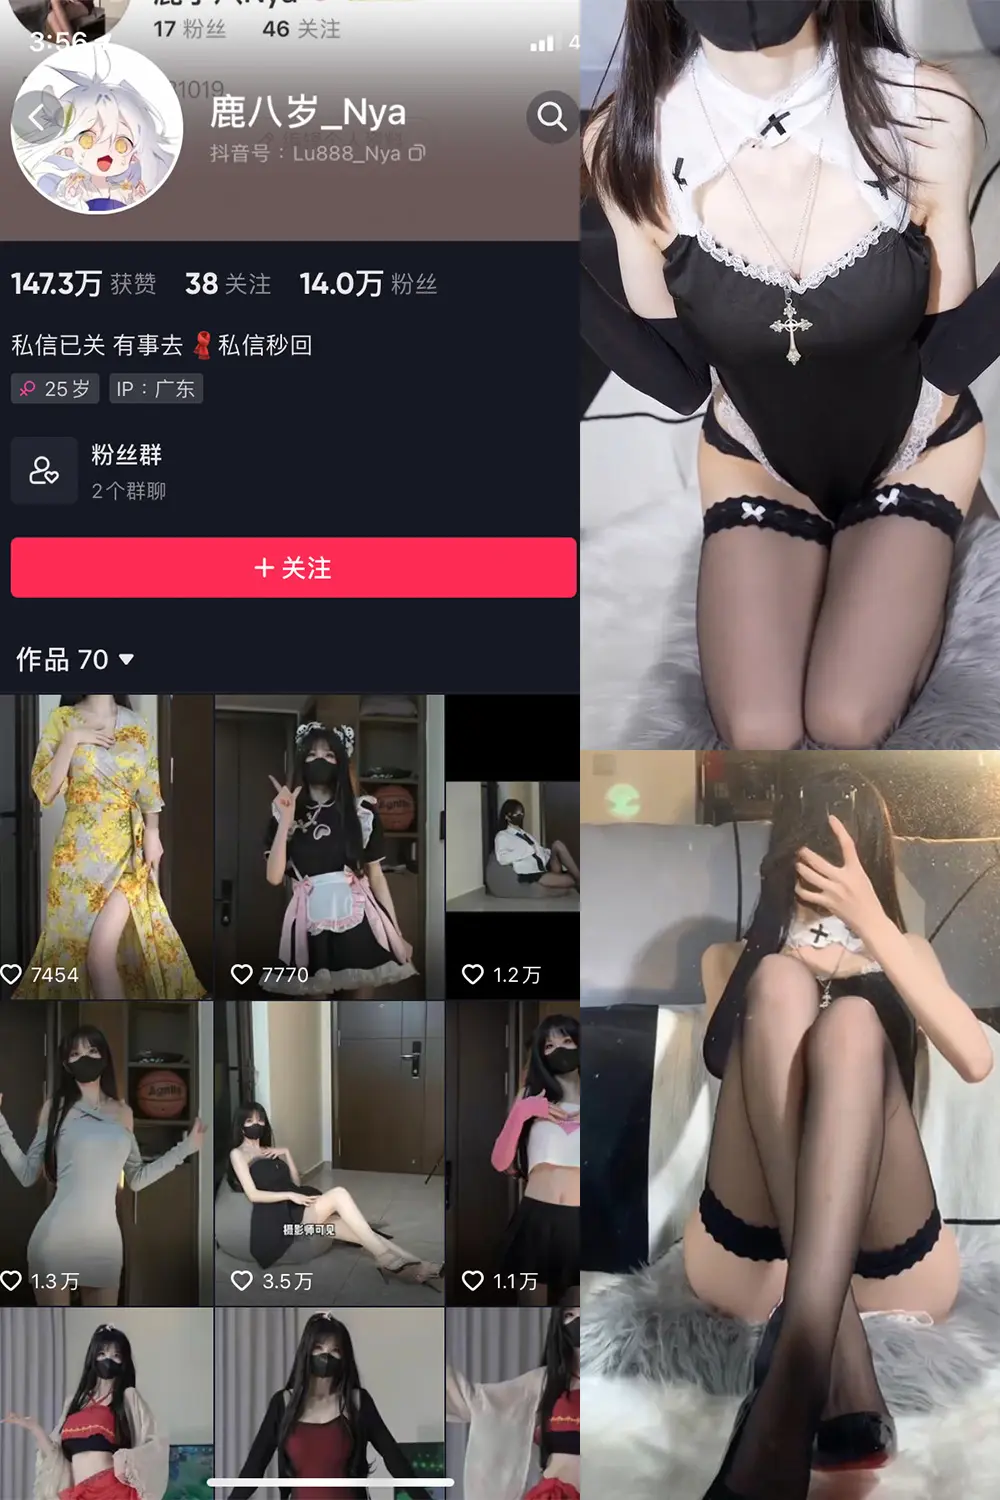 17 粉丝 46 关注
3:56
4
31019
鹿八岁_Nya
抖音号：Lu888_Nya
147.3万 获赞 38 关注 14.0万 粉丝
私信已关 有事去 私信秒回
25岁 IP：广东
粉丝群
2个群聊
+ 关注
作品 70
7454 7770 1.2万
摄影师可见
1.3万 3.5万 1.1万